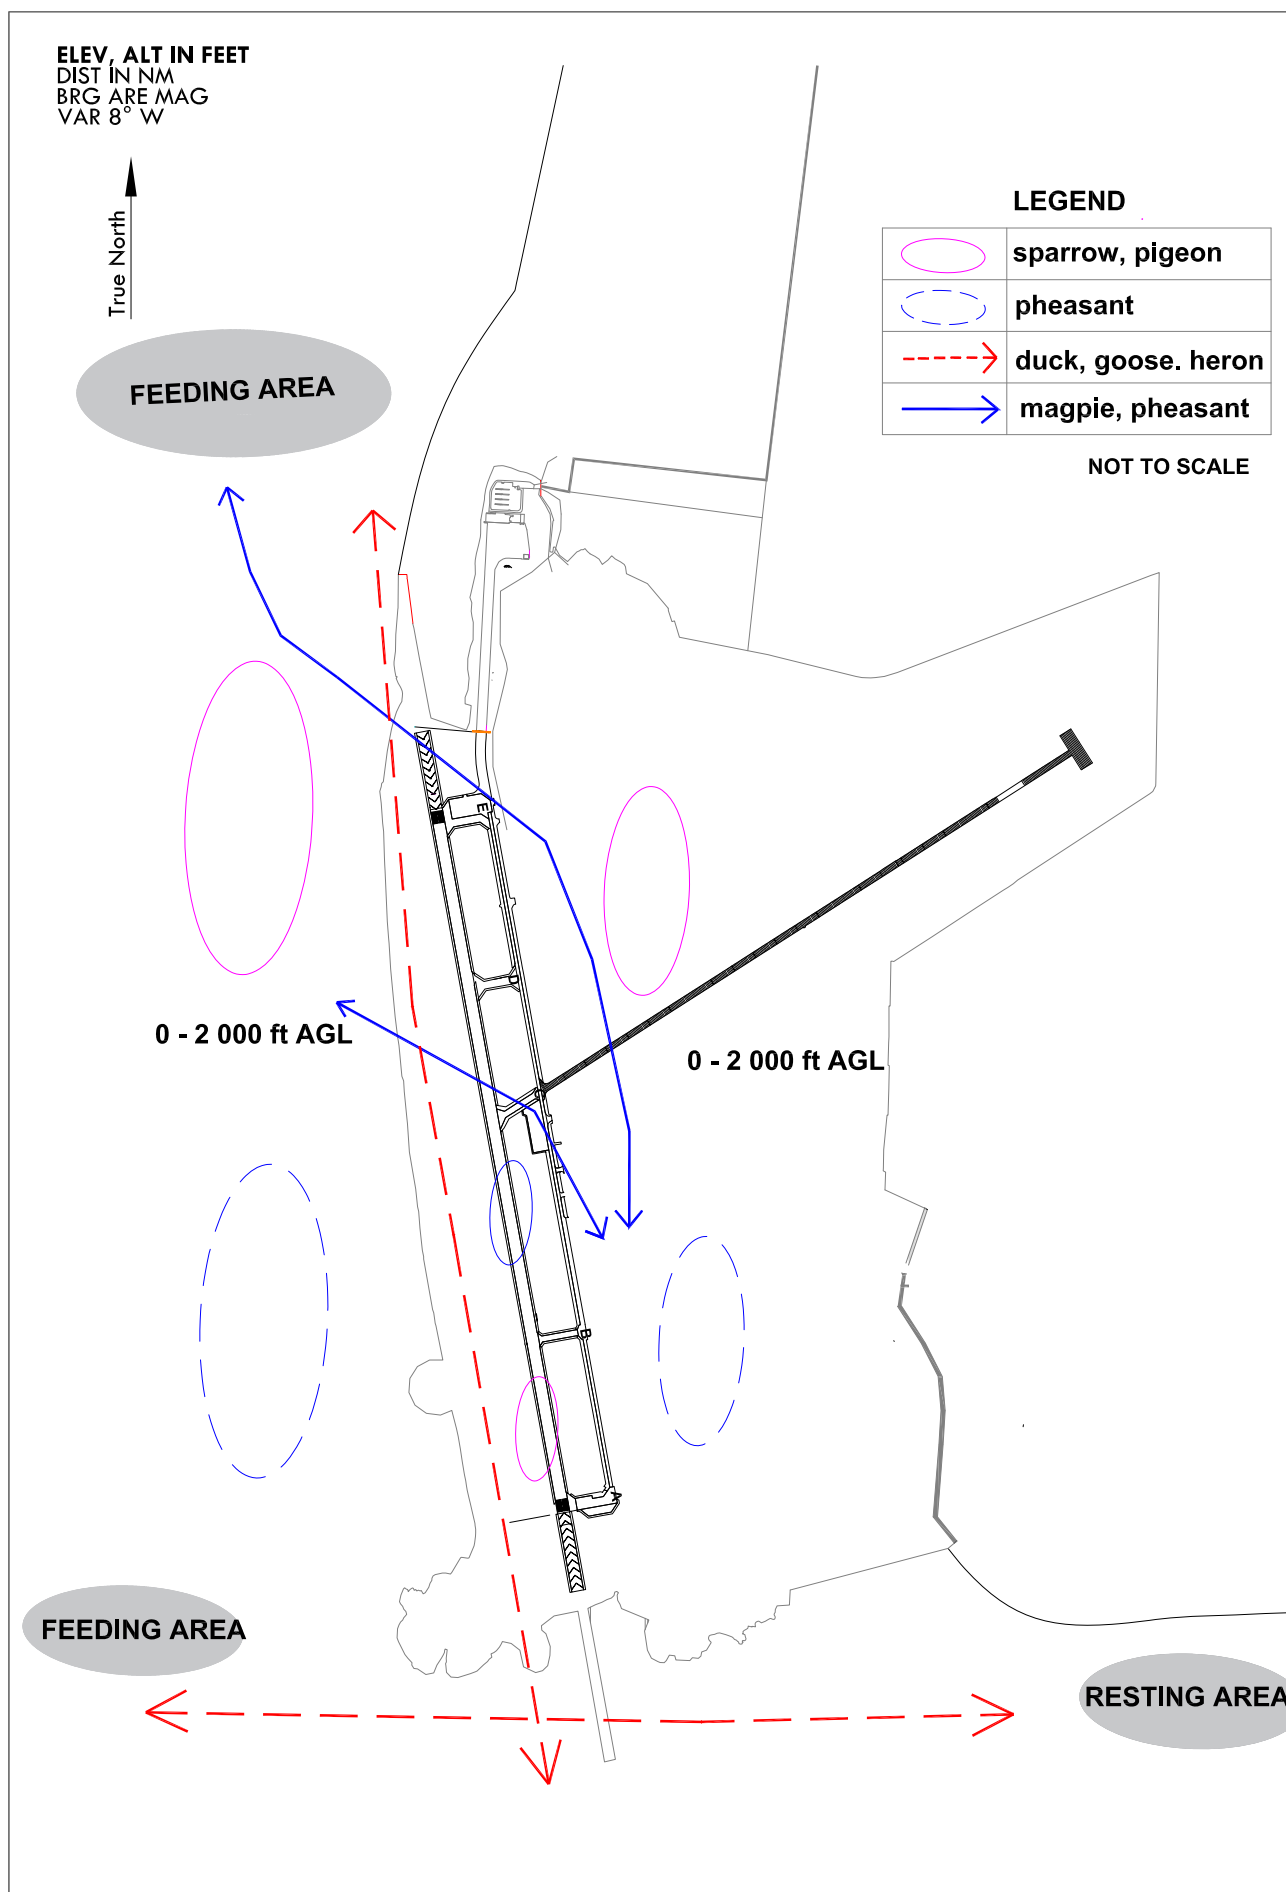 ELEV, ALT IN FEET
DIST IN NM
BRG ARE MAG
VAR 8° W
True North
LEGEND
sparrow, pigeon
pheasant
duck, goose. heron
magpie, pheasant
NOT TO SCALE
FEEDING AREA
E
D
C
0 - 2 000 ft AGL
0 - 2 000 ft AGL
B
A
FEEDING AREA
RESTING AREA